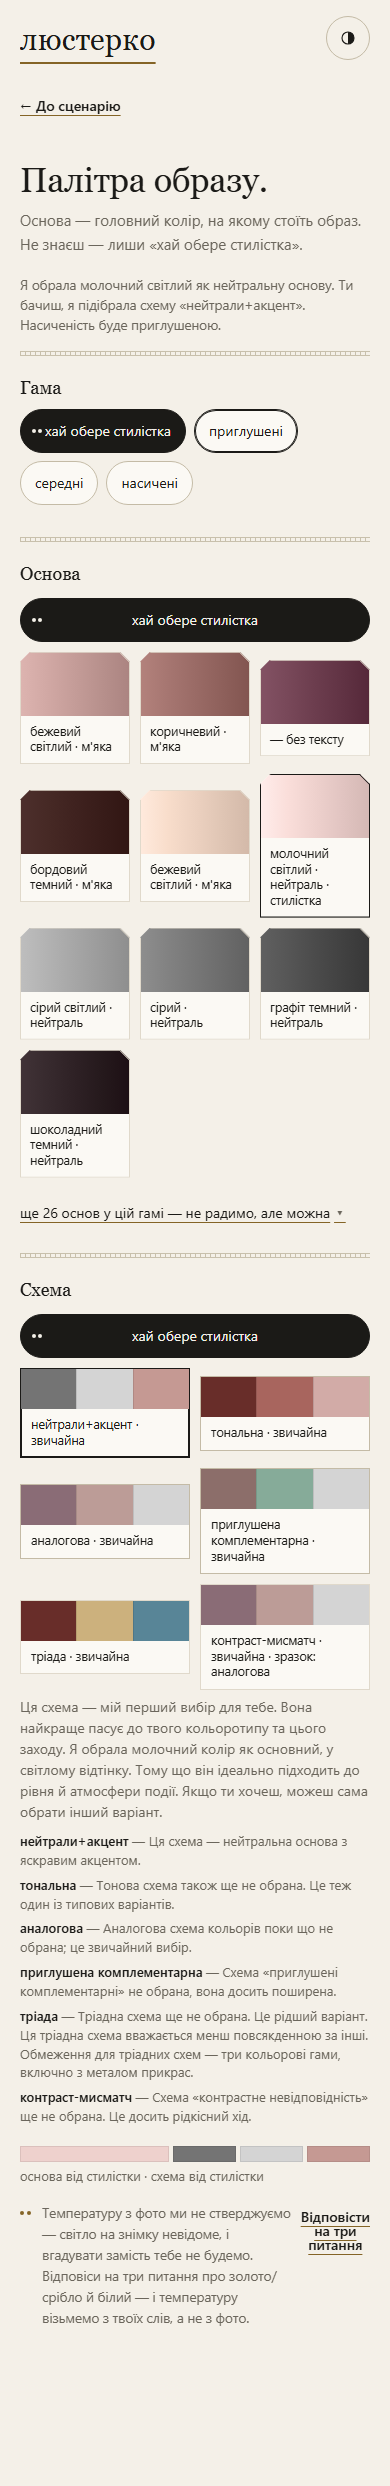 люстерко
← До сценарію
Палітра образу.
Основа — головний колір, на якому стоїть образ.
Не знаєш — лиши «хай обере стилістка».
Я обрала молочний світлий як нейтральну основу. Ти
бачиш, я підібрала схему «нейтрали+акцент».
Насиченість буде приглушеною.
Гама
хай обере стилістка
приглушені
середні
насичені
Основа
хай обере стилістка
бежевий
світлий · м'яка
коричневий ·
м'яка
— без тексту
бордовий
темний · м'яка
бежевий
світлий · м'яка
молочний
світлий ·
нейтраль ·
стилістка
сірий світлий ·
нейтраль
сірий ·
нейтраль
графіт темний ·
нейтраль
шоколадний
темний ·
нейтраль
ще 26 основ у цій гамі — не радимо, але можна
Схема
хай обере стилістка
нейтрали+акцент ·
звичайна
тональна · звичайна
аналогова · звичайна
приглушена
комплементарна ·
звичайна
тріада · звичайна
контраст-мисматч ·
звичайна · зразок:
аналогова
Ця схема — мій перший вибір для тебе. Вона
найкраще пасує до твого кольоротипу та цього
заходу. Я обрала молочний колір як основний, у
світлому відтінку. Тому що він ідеально підходить до
рівня й атмосфери події. Якщо ти хочеш, можеш сама
обрати інший варіант.
нейтрали+акцент — Ця схема — нейтральна основа з
яскравим акцентом.
тональна — Тонова схема також ще не обрана. Це теж
один із типових варіантів.
аналогова — Аналогова схема кольорів поки що не
обрана; це звичайний вибір.
приглушена комплементарна — Схема «приглушені
комплементарні» не обрана, вона досить поширена.
тріада — Тріадна схема ще не обрана. Це рідший варіант.
Ця тріадна схема вважається менш повсякденною за інші.
Обмеження для тріадних схем — три кольорові гами,
включно з металом прикрас.
контраст-мисматч — Схема «контрастне невідповідність»
ще не обрана. Це досить рідкісний хід.
основа від стилістки · схема від стилістки
Температуру з фото ми не стверджуємо
— світло на знімку невідоме, і
вгадувати замість тебе не будемо.
Відповіси на три питання про золото/
срібло й білий — і температуру
візьмемо з твоїх слів, а не з фото.
Відповісти
на три
питання